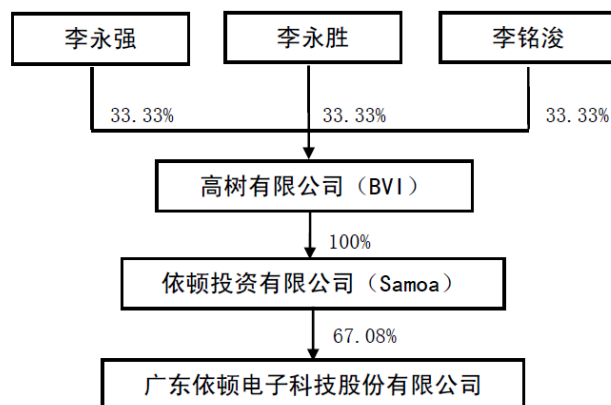 李永强 李永胜 李铭浚
33.33% 33.33% 33.33%
高树有限公司（BVI）
100%
依顿投资有限公司（Samoa）
67.08%
广东依顿电子科技股份有限公司